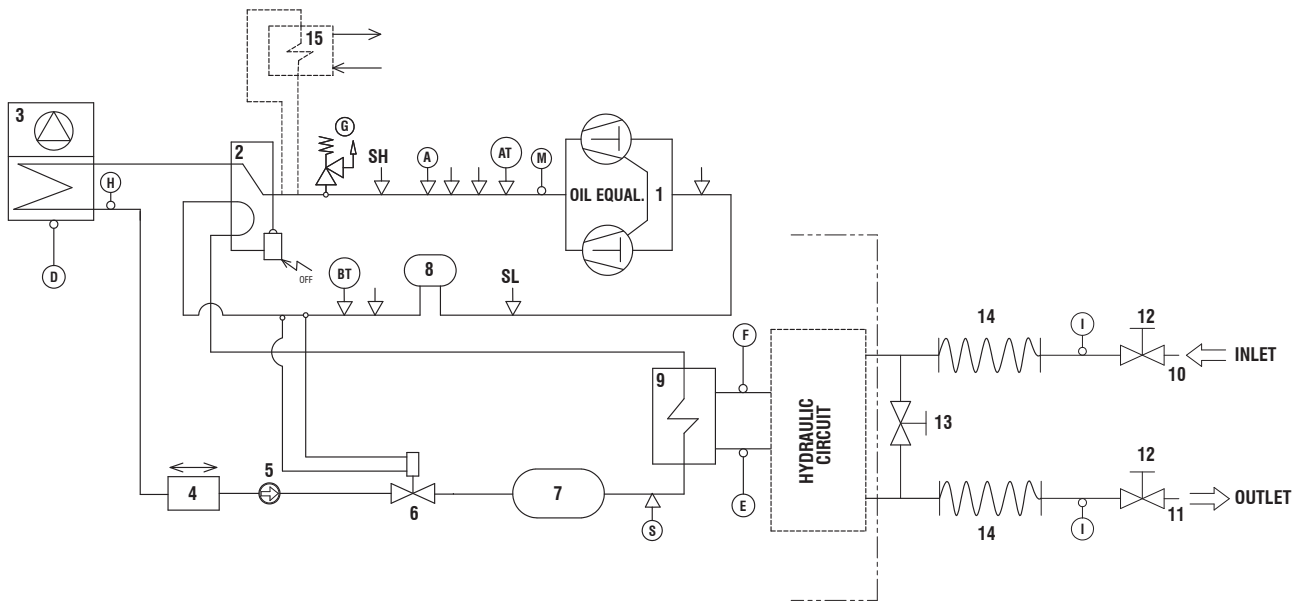 15
3
2
G
SH
A
AT
M
OIL EQUAL.
1
H
D
OFF
BT
8
SL
F
9
E
HYDRAULIC
CIRCUIT
14
I
12
INLET
10
13
4
5
6
7
S
14
I
12
OUTLET
11